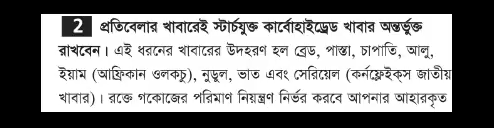 2 প্রতিবেলার খাবারেই স্টার্চযুক্ত কার্বোহাইড্রেড খাবার অন্তর্ভুক্ত
রাখবেন। এই ধরনের খাবারের উদহরণ হল ব্রেড, পাস্তা, চাপাতি, আলু,
ইয়াম (আফ্রিকান ওলকচু), নুডুল, ভাত এবং সেরিয়েল (কর্নফ্লেইক্‌স জাতীয়
খাবার)। রক্তে গকোজের পরিমাণ নিয়ন্ত্রণ নির্ভর করবে আপনার আহারকৃত